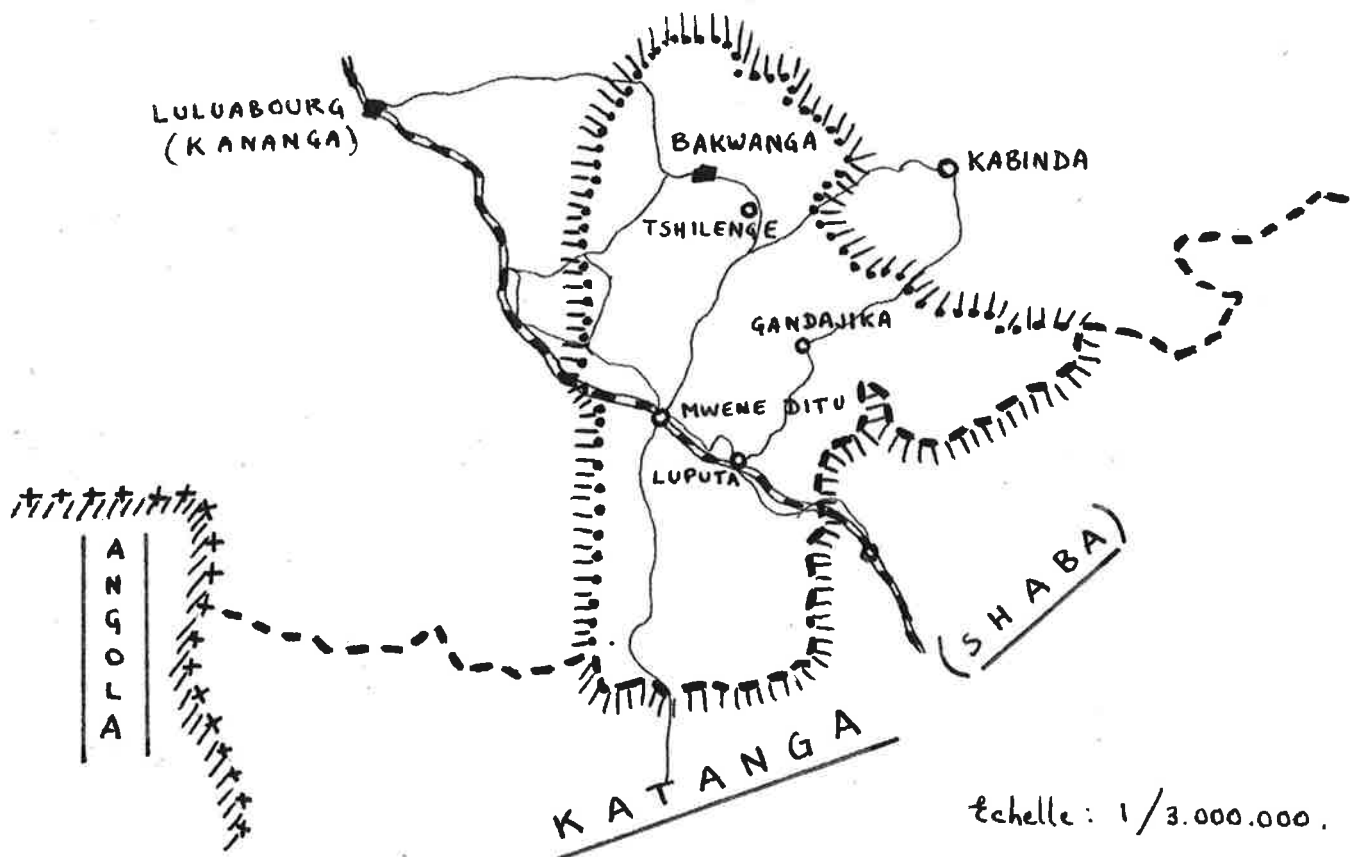 LULUABOURG
(KANANGA)
BAKWANGA
KABINDA
TSHILENGE
GANDAJIKA
MWENE DITU
LUPUTA
ANGOLA
(SHABA)
KATANGA
Echelle : 1/3.000.000.